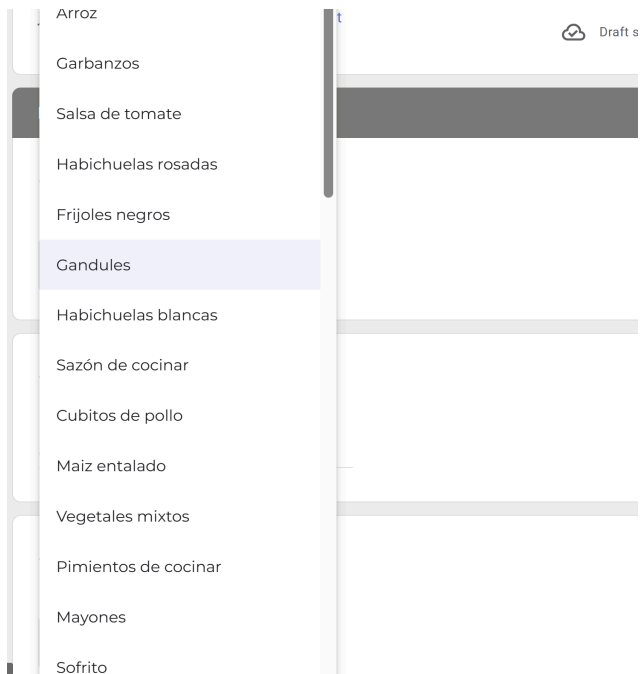 Arroz
t
Draft s
Garbanzos
Salsa de tomate
Habichuelas rosadas
Frijoles negros
Gandules
Habichuelas blancas
Sazón de cocinar
Cubitos de pollo
Maiz entalado
Vegetales mixtos
Pimientos de cocinar
Mayones
Sofrito